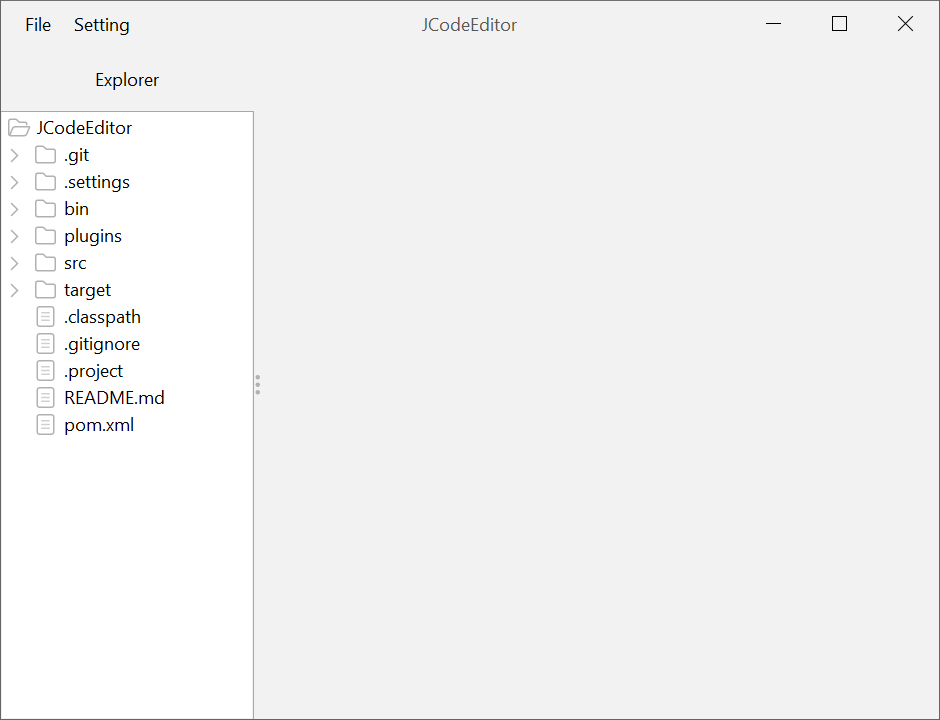 File Setting JCodeEditor
Explorer
JCodeEditor
.git
.settings
bin
plugins
src
target
.classpath
.gitignore
.project
README.md
pom.xml